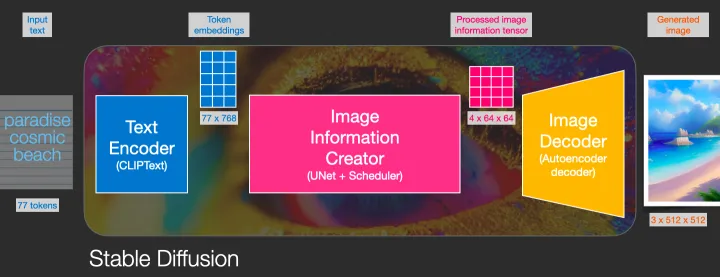 Input
text
Token
embeddings
Processed image
information tensor
Generated
image
paradise
cosmic
beach
77 tokens
Text
Encoder
(CLIPText)
77 x 768
Image
Information
Creator
(UNet + Scheduler)
4 x 64 x 64
Image
Decoder
(Autoencoder
decoder)
3 x 512 x 512
Stable Diffusion